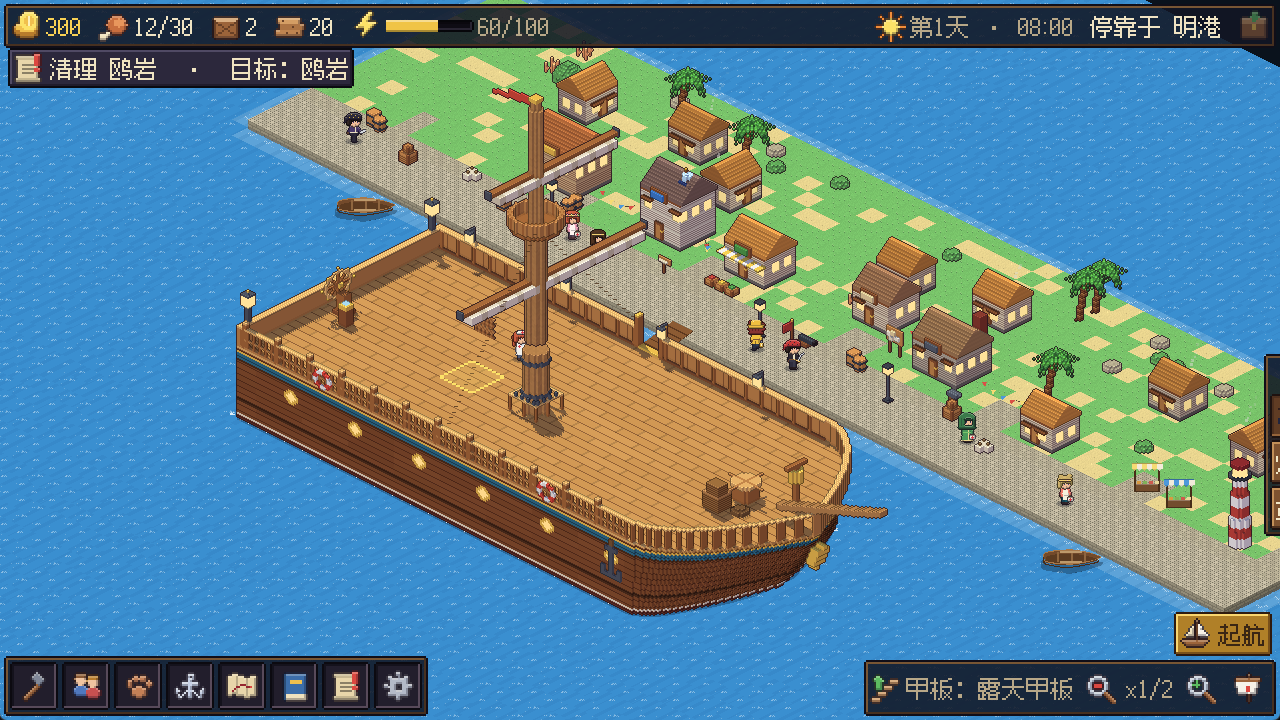 300 12/30 2 20 60/100 第1天 · 08:00 停靠于 明港
清理 鸥岩 · 目标: 鸥岩
起航
甲板: 露天甲板 x1/2